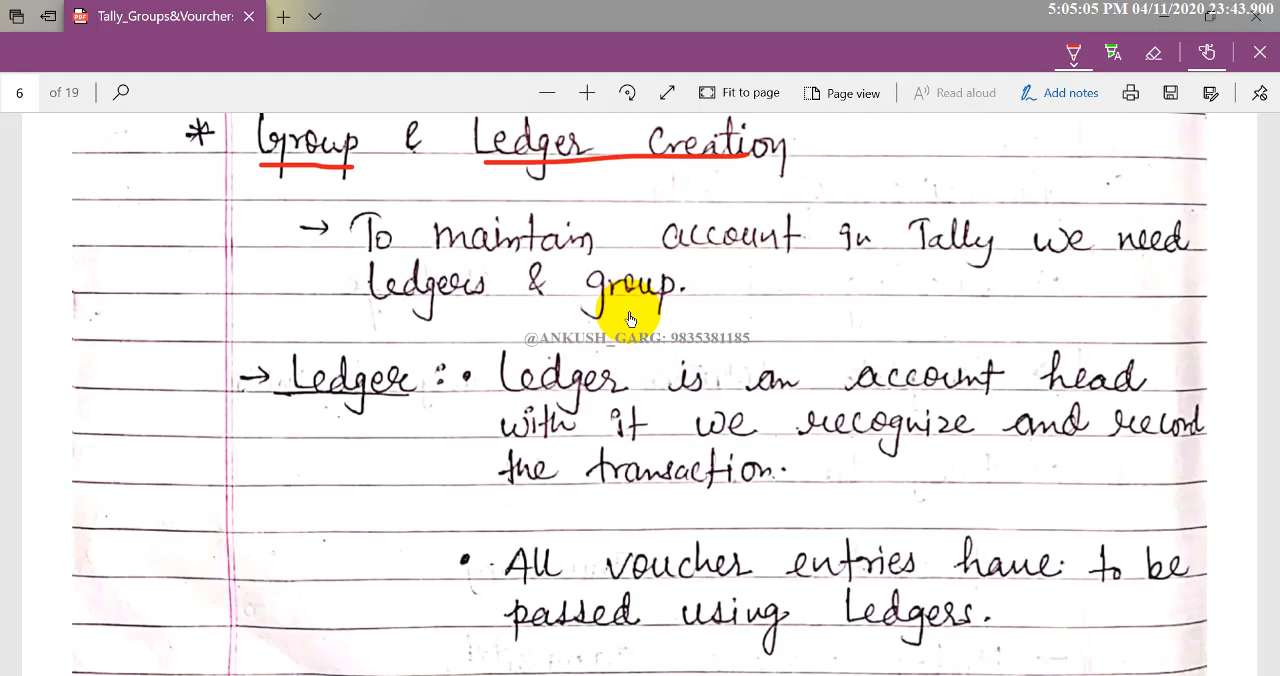 Tally_Groups&Vourcher:
5:05:05 PM 04/11/2020 23:43.900
6 of 19 Fit to page Page view Read aloud Add notes
* Group & Ledger Creation
→ To maintain account in Tally we need
Ledgers & group.
@ANKUSH_GARG: 9835381185
→ Ledger :• Ledger is an account head
with it we recognize and record
the transaction.
• All voucher entries have to be
passed using Ledgers.